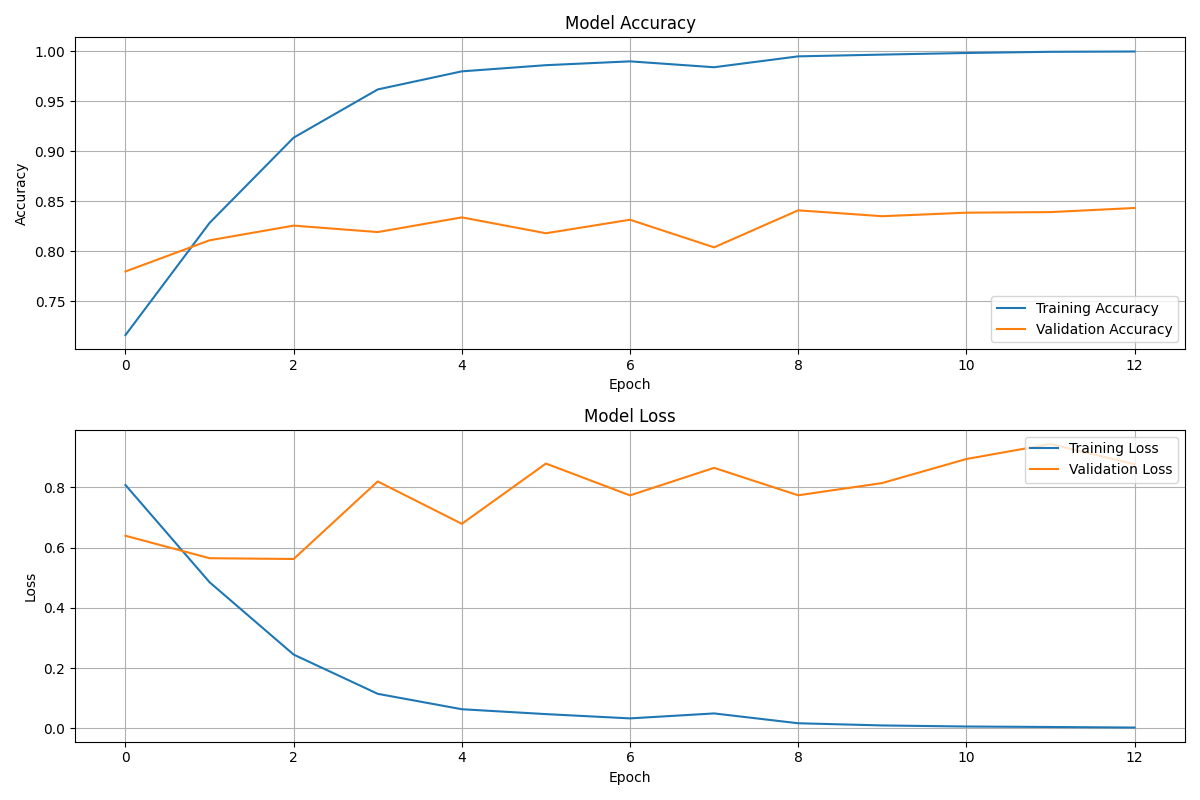 Model Accuracy
1.00
0.95
0.90
0.85
0.80
0.75
Accuracy
Training Accuracy
Validation Accuracy
0 2 4 6 8 10 12
Epoch
Model Loss
0.8
0.6
0.4
0.2
0.0
Loss
Training Loss
Validation Loss
0 2 4 6 8 10 12
Epoch